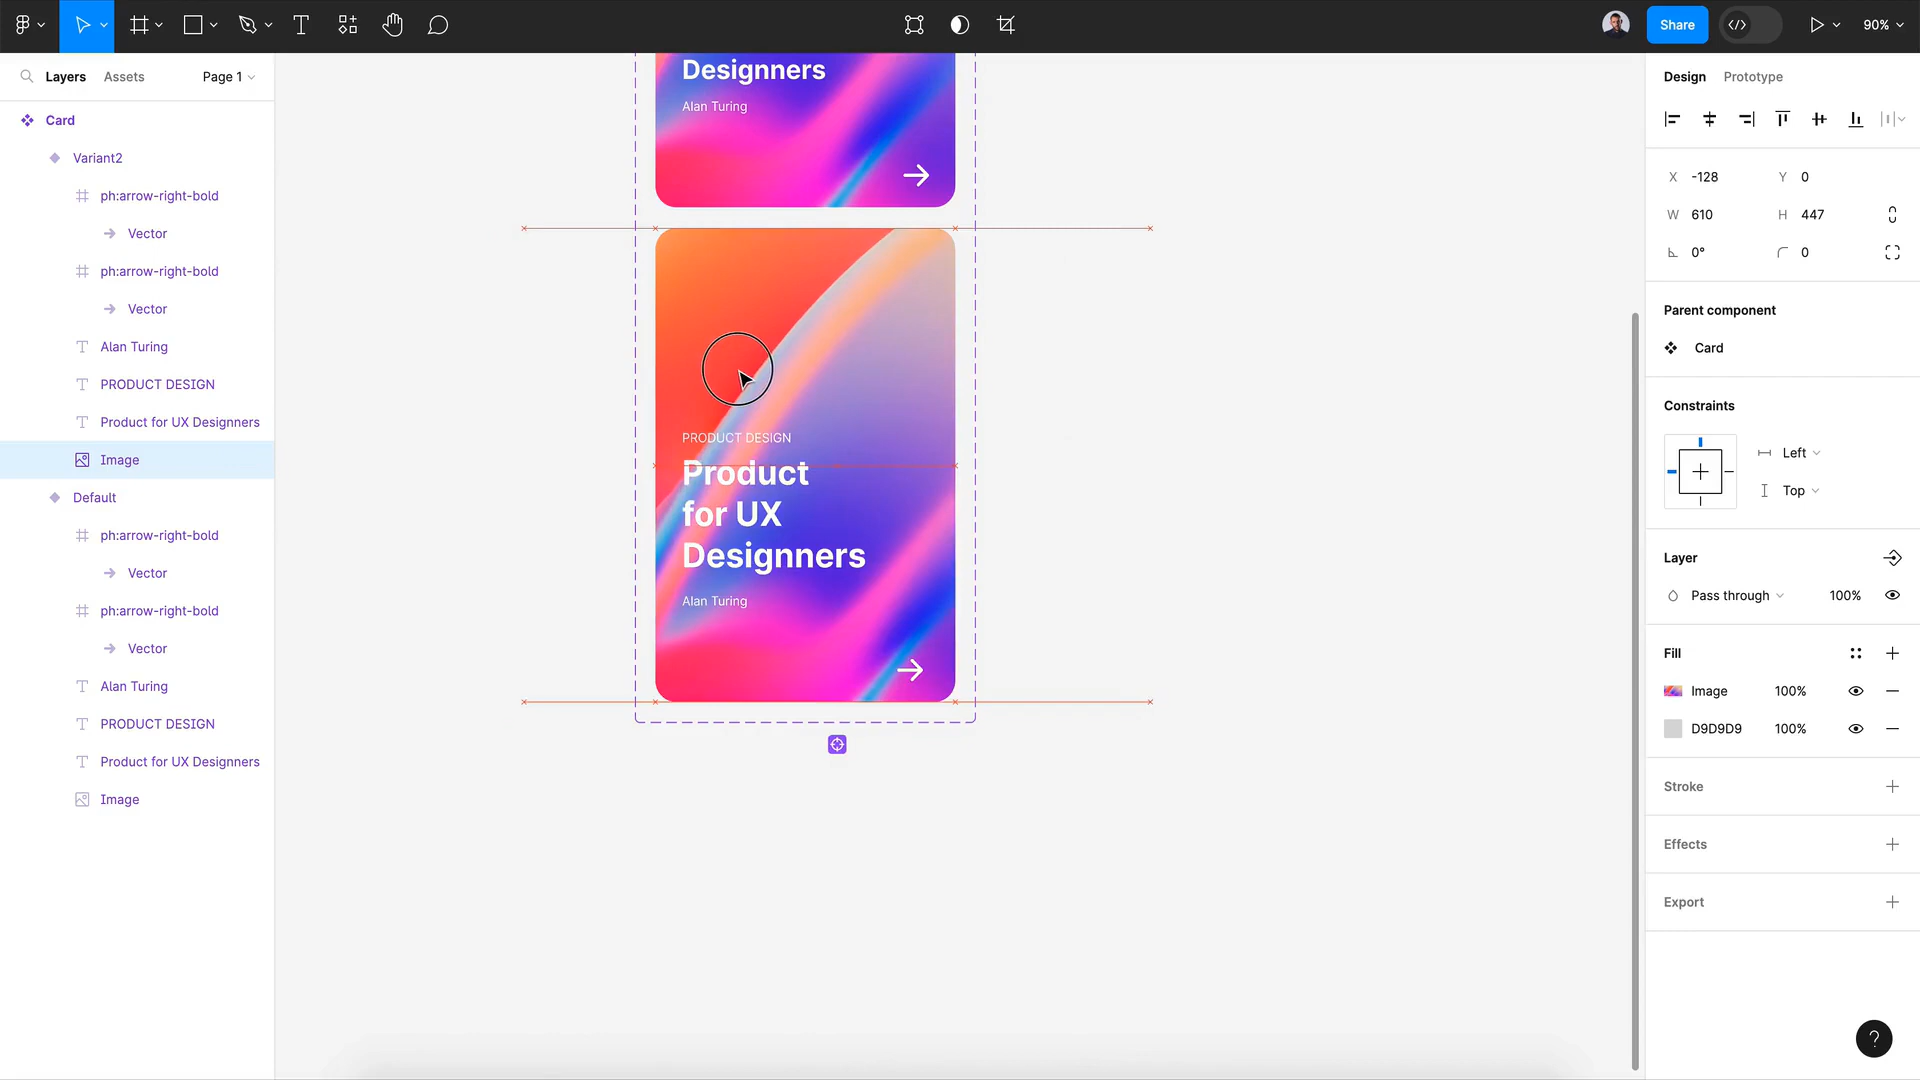 Share
90%
Layers
Assets
Page 1
Card
Variant2
ph:arrow-right-bold
Vector
ph:arrow-right-bold
Vector
Alan Turing
PRODUCT DESIGN
Product for UX Designners
Image
Default
ph:arrow-right-bold
Vector
ph:arrow-right-bold
Vector
Alan Turing
PRODUCT DESIGN
Product for UX Designners
Image
Designners
Alan Turing
PRODUCT DESIGN
Product
for UX
Designners
Alan Turing
Design
Prototype
X -128
Y 0
W 610
H 447
0°
0
Parent component
Card
Constraints
Left
Top
Layer
Pass through
100%
Fill
Image
100%
D9D9D9
100%
Stroke
Effects
Export
?